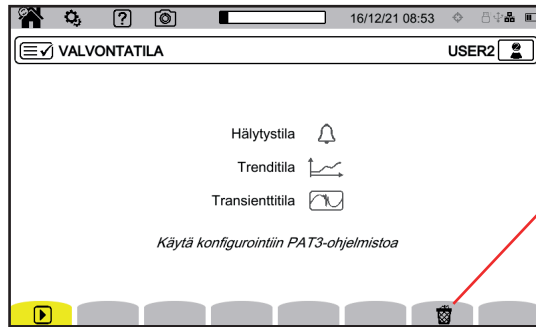 16/12/21 08:53
VALVONTATILA USER2
Hälytystila
Trenditila
Transienttitila
Käytä konfigurointiin PAT3-ohjelmistoa